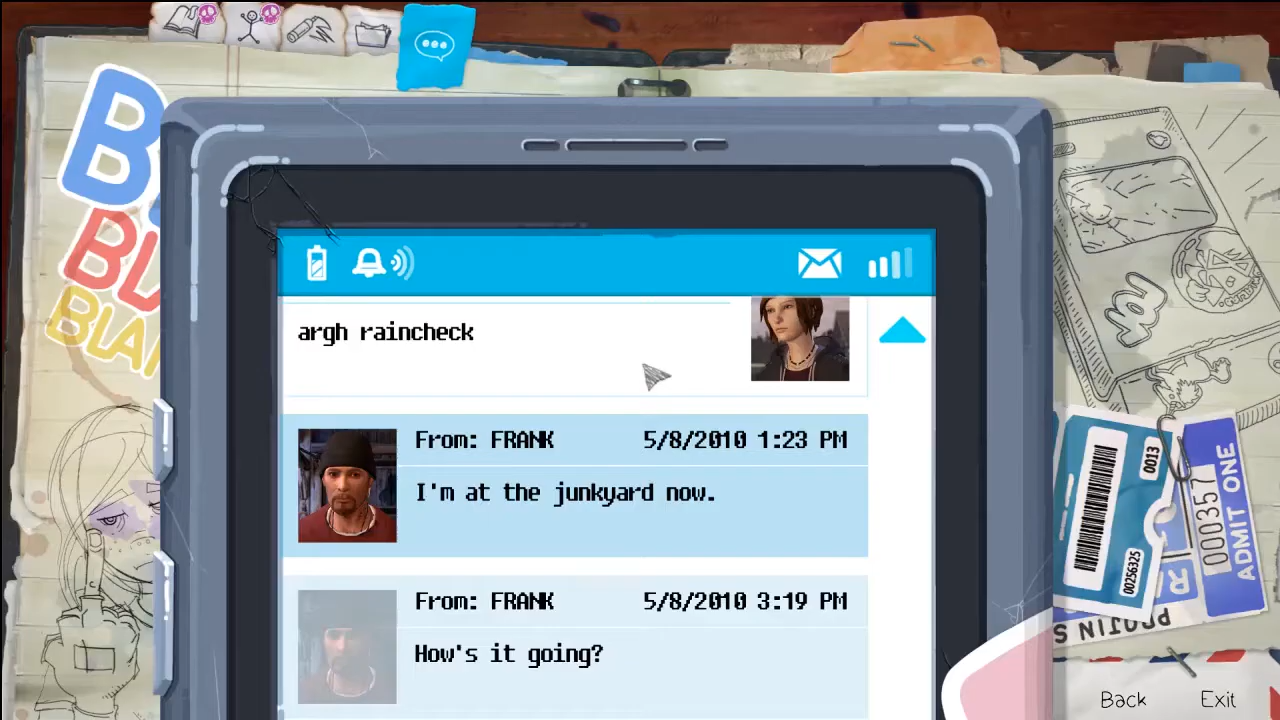 argh raincheck
From: FRANK 5/8/2010 1:23 PM
I'm at the junkyard now.
From: FRANK 5/8/2010 3:19 PM
How's it going?
0013
00256325
000357
ADMIT ONE
Back Exit